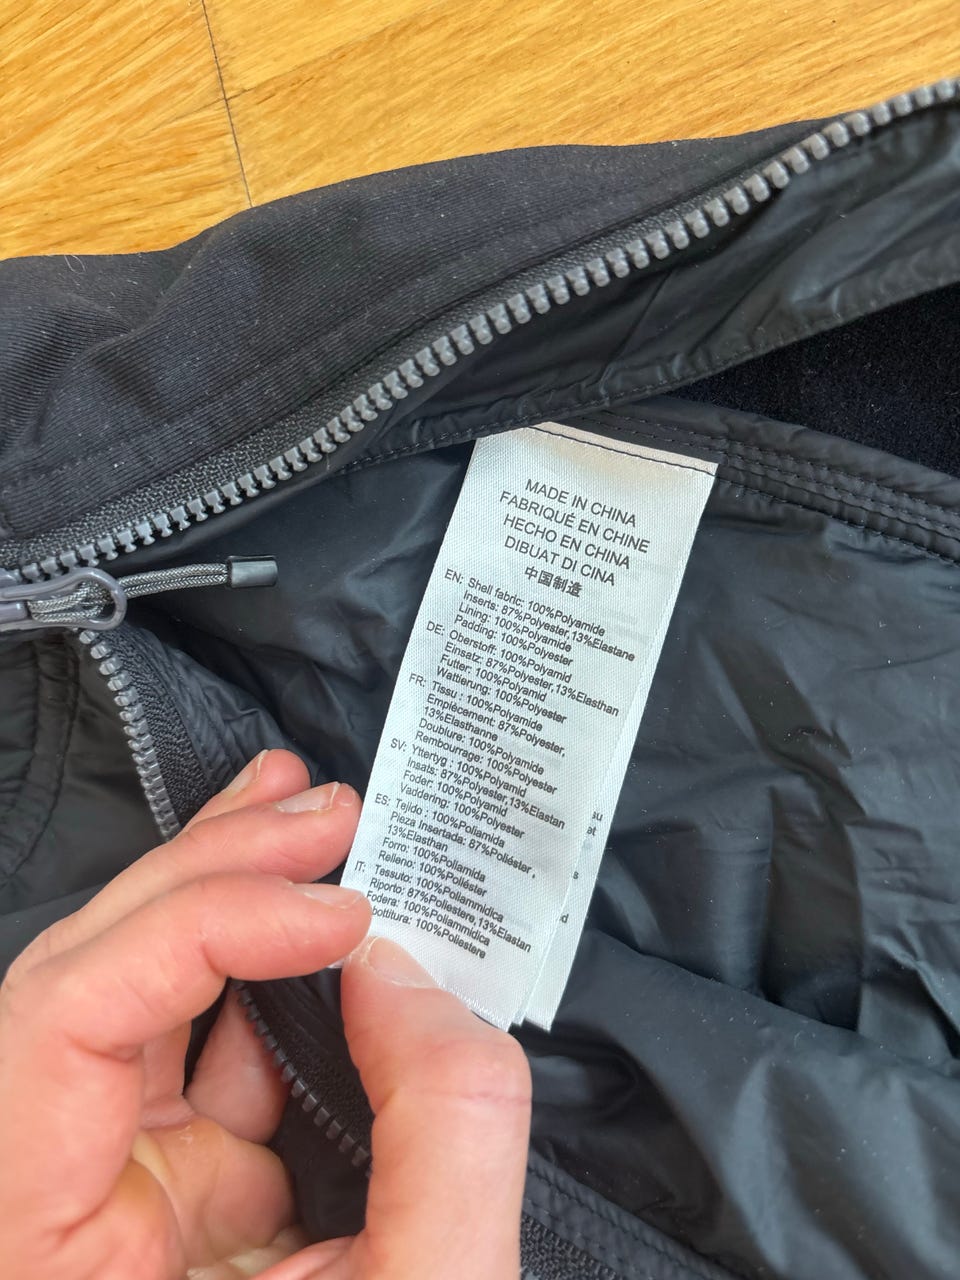 MADE IN CHINA
FABRIQUÉ EN CHINE
HECHO EN CHINA
DIBUAT DI CINA
中国制造
EN: Shell fabric: 100%Polyamide
Inserts: 87%Polyester,13%Elastane
Lining: 100%Polyamide
Padding: 100%Polyester
DE: Oberstoff: 100%Polyamid
Einsatz: 87%Polyester,13%Elasthan
Futter: 100%Polyamid
Wattierung: 100%Polyester
FR: Tissu : 100%Polyamide
Emplècement: 87%Polyester,
13%Elasthanne
Doublure: 100%Polyamide
Rembourrage: 100%Polyester
SV: Yttertyg : 100%Polyamid
Insats: 87%Polyester,13%Elastan
Foder: 100%Polyamid
Vaddering: 100%Polyester
ES: Tejido : 100%Poliamida
Pieza Insertada: 87%Poliéster ,
13%Elasthan
Forro: 100%Poliamida
Relleno: 100%Poliéster
IT: Tessuto: 100%Poliammidica
Riporto: 87%Poliestere,13%Elastan
Fodera: 100%Poliammidica
bottitura: 100%Poliestere